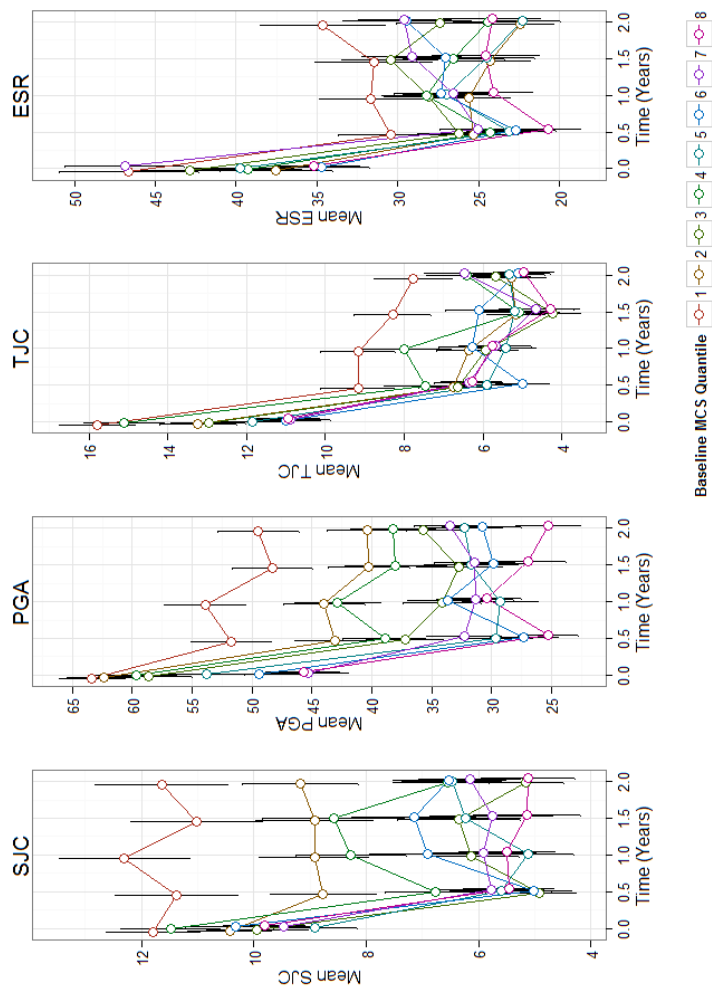 SJC
Mean SJC
12
10
8
6
4
0.0 0.5 1.0 1.5 2.0
Time (Years)
PGA
Mean PGA
65
60
55
50
45
40
35
30
25
0.0 0.5 1.0 1.5 2.0
Time (Years)
TJC
Mean TJC
16
14
12
10
8
6
4
0.0 0.5 1.0 1.5 2.0
Time (Years)
ESR
Mean ESR
50
45
40
35
30
25
20
0.0 0.5 1.0 1.5 2.0
Time (Years)
Baseline MCS Quantile 1 2 3 4 5 6 7 8